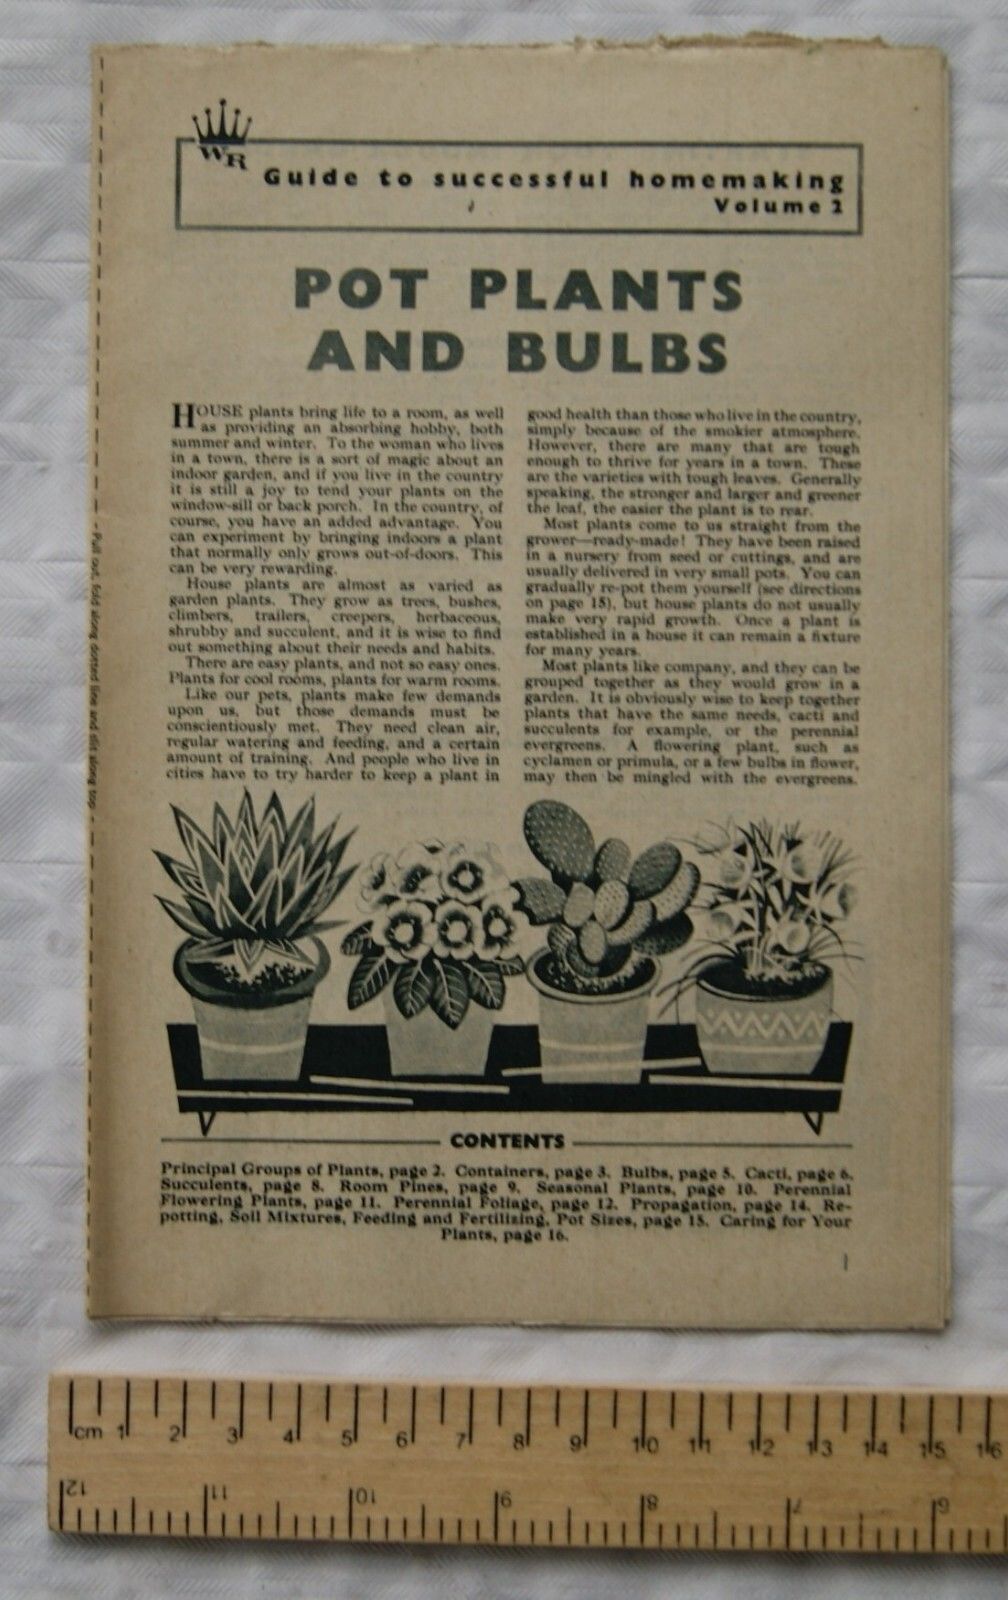 WR
Guide to successful homemaking
Volume 2
POT PLANTS
AND BULBS
HOUSE plants bring life to a room, as well
as providing an absorbing hobby, both
summer and winter. To the woman who lives
in a town, there is a sort of magic about an
indoor garden, and if you live in the country
it is still a joy to tend your plants on the
window-sill or back porch. In the country, of
course, you have an added advantage. You
can experiment by bringing indoors a plant
that normally only grows out-of-doors. This
can be very rewarding.
House plants are almost as varied as
garden plants. They grow as trees, bushes,
climbers, trailers, creepers, herbaceous,
shrubby and succulent, and it is wise to find
out something about their needs and habits.
There are easy plants, and not so easy ones.
Plants for cool rooms, plants for warm rooms.
Like our pets, plants make few demands
upon us, but those demands must be
conscientiously met. They need clean air,
regular watering and feeding, and a certain
amount of training. And people who live in
cities have to try harder to keep a plant in
good health than those who live in the country,
simply because of the smokier atmosphere.
However, there are many that are tough
enough to thrive for years in a town. These
are the varieties with tough leaves. Generally
speaking, the stronger and larger and greener
the leaf, the easier the plant is to rear.
Most plants come to us straight from the
grower—ready-made! They have been raised
in a nursery from seed or cuttings, and are
usually delivered in very small pots. You can
gradually re-pot them yourself (see directions
on page 15), but house plants do not usually
make very rapid growth. Once a plant is
established in a house it can remain a fixture
for many years.
Most plants like company, and they can be
grouped together as they would grow in a
garden. It is obviously wise to keep together
plants that have the same needs, cacti and
succulents for example, or the perennial
evergreens. A flowering plant, such as
cyclamen or primula, or a few bulbs in flower,
may then be mingled with the evergreens.
- Pull out, fold along dotted line and slit along top -
CONTENTS
Principal Groups of Plants, page 2. Containers, page 3. Bulbs, page 5. Cacti, page 6.
Succulents, page 8. Room Pines, page 9. Seasonal Plants, page 10. Perennial
Flowering Plants, page 11. Perennial Foliage, page 12. Propagation, page 14. Re-
potting, Soil Mixtures, Feeding and Fertilizing, Pot Sizes, page 15. Caring for Your
Plants, page 16.
1
cm 1 2 3 4 5 6 7 8 9 10 11 12 13 14 15 16
12 11 10 9 8 7 6